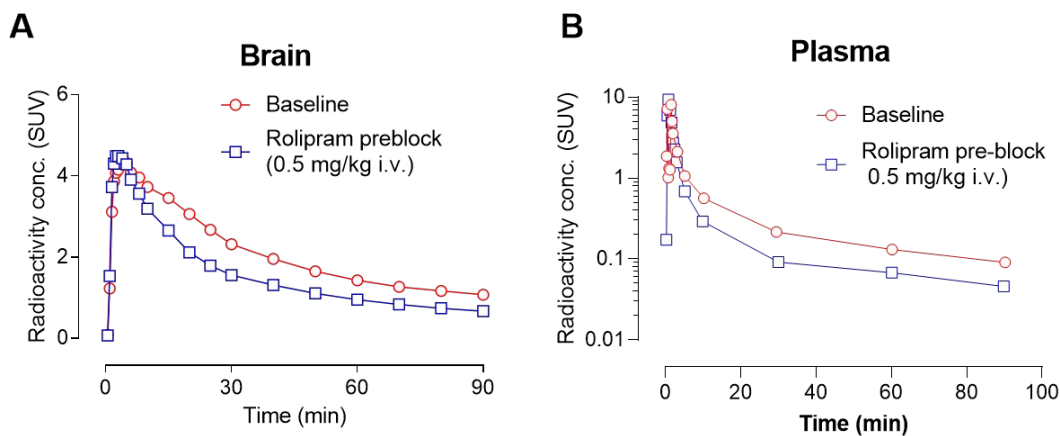 A
Brain
Baseline
Rolipram preblock
(0.5 mg/kg i.v.)
Radioactivity conc. (SUV)
6
4
2
0
0 30 60 90
Time (min)
B
Plasma
Baseline
Rolipram pre-block
0.5 mg/kg i.v.)
Radioactivity conc. (SUV)
10
1
0.1
0.01
0 20 40 60 80 100
Time (min)